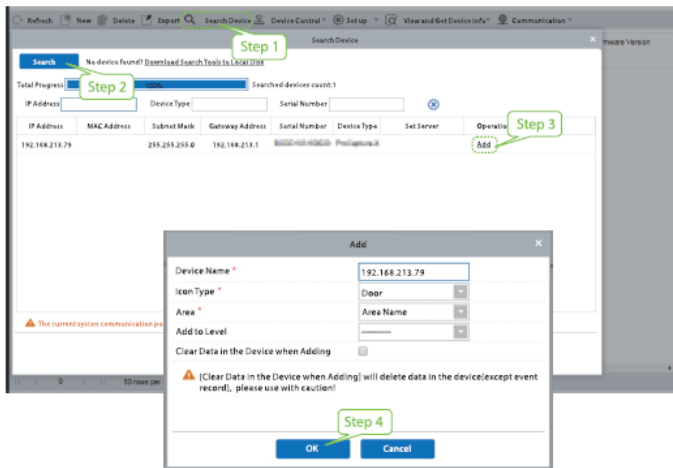 Refresh New Delete Export Search Device Device Control Set up View and Get Device Info Communication
Step 1
Search Device
mware Version
Search No device found? Download Search Tools to Local Disk
Step 2
Total Progress 100% Searched devices count:1
IP Address Device Type Serial Number
IP Address MAC Address Subnet Mask Gateway Address Serial Number Device Type Set Server Operatio
Step 3
192.168.213.79 255.255.255.0 192.168.213.1 Add
Add
Device Name * 192.168.213.79
Icon Type * Door
Area * Area Name
Add to Level ----------
Clear Data in the Device when Adding
The current system communication po
[Clear Data in the Device when Adding] will delete data in the device(except event
record), please use with caution!
0 50 rows per
Step 4
OK Cancel